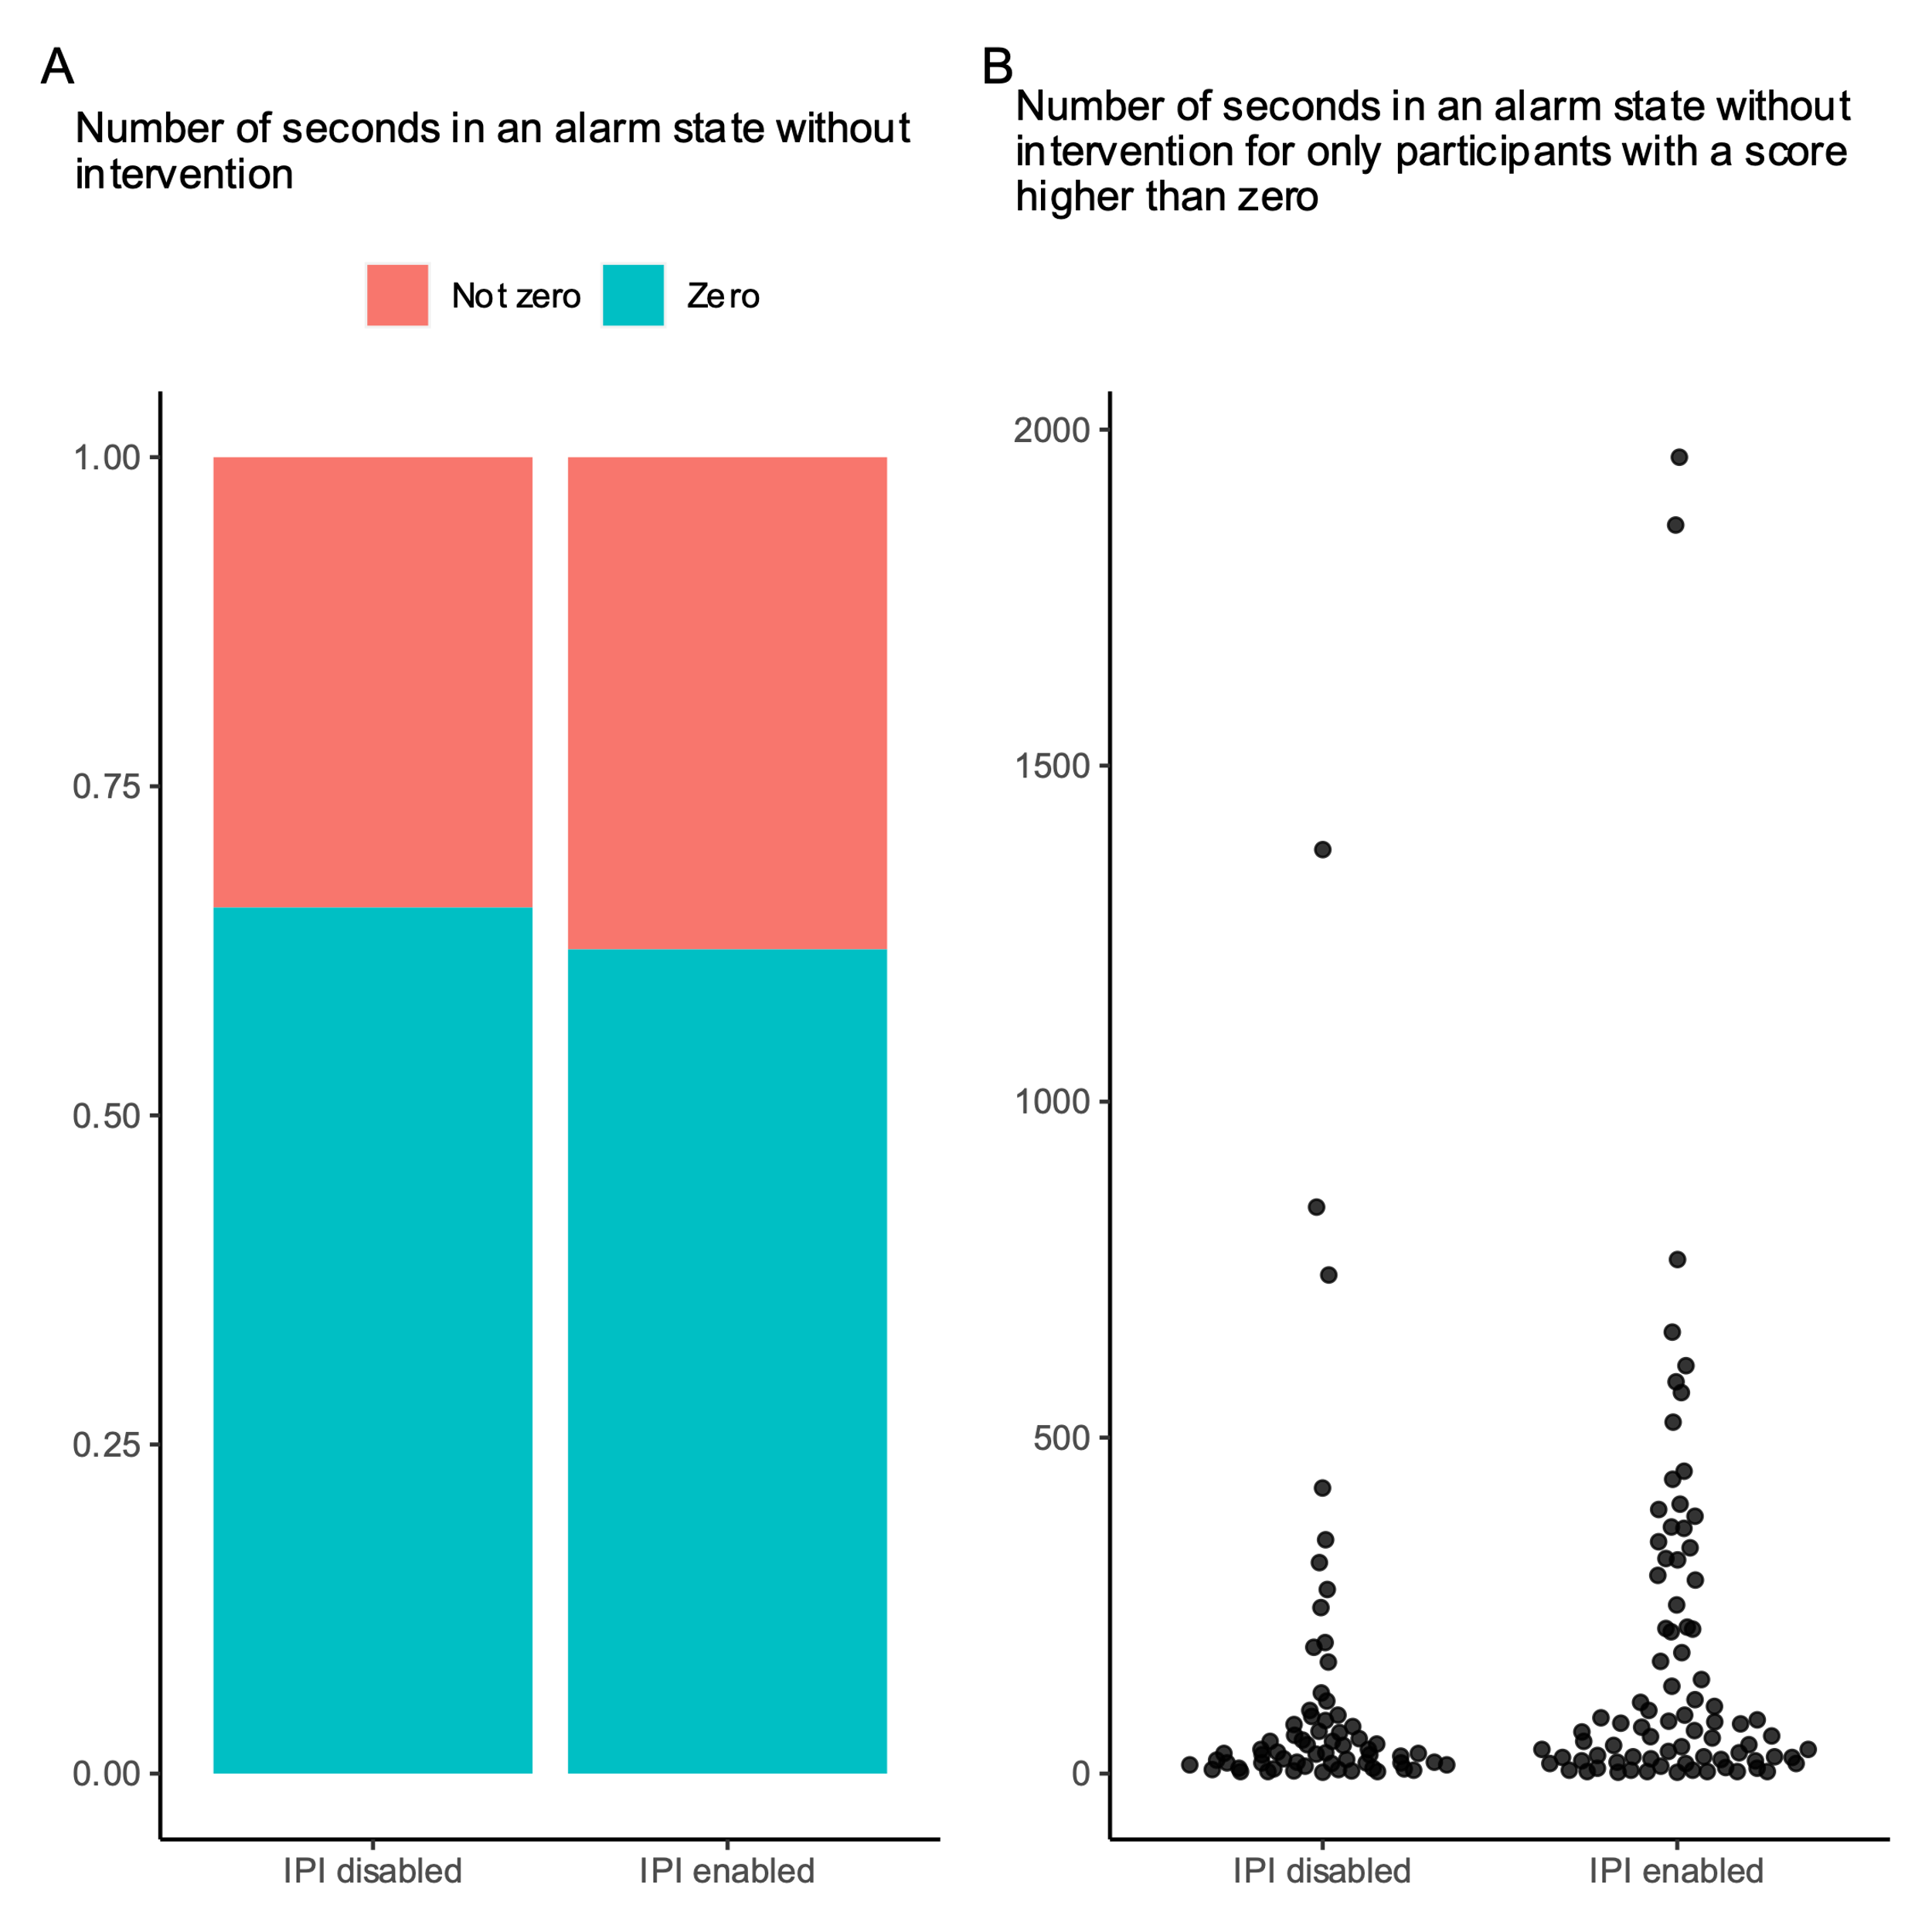 A
Number of seconds in an alarm state without
intervention
Not zero
Zero
1.00
0.75
0.50
0.25
0.00
IPI disabled
IPI enabled
B
Number of seconds in an alarm state without
intervention for only participants with a score
higher than zero
2000
1500
1000
500
0
IPI disabled
IPI enabled